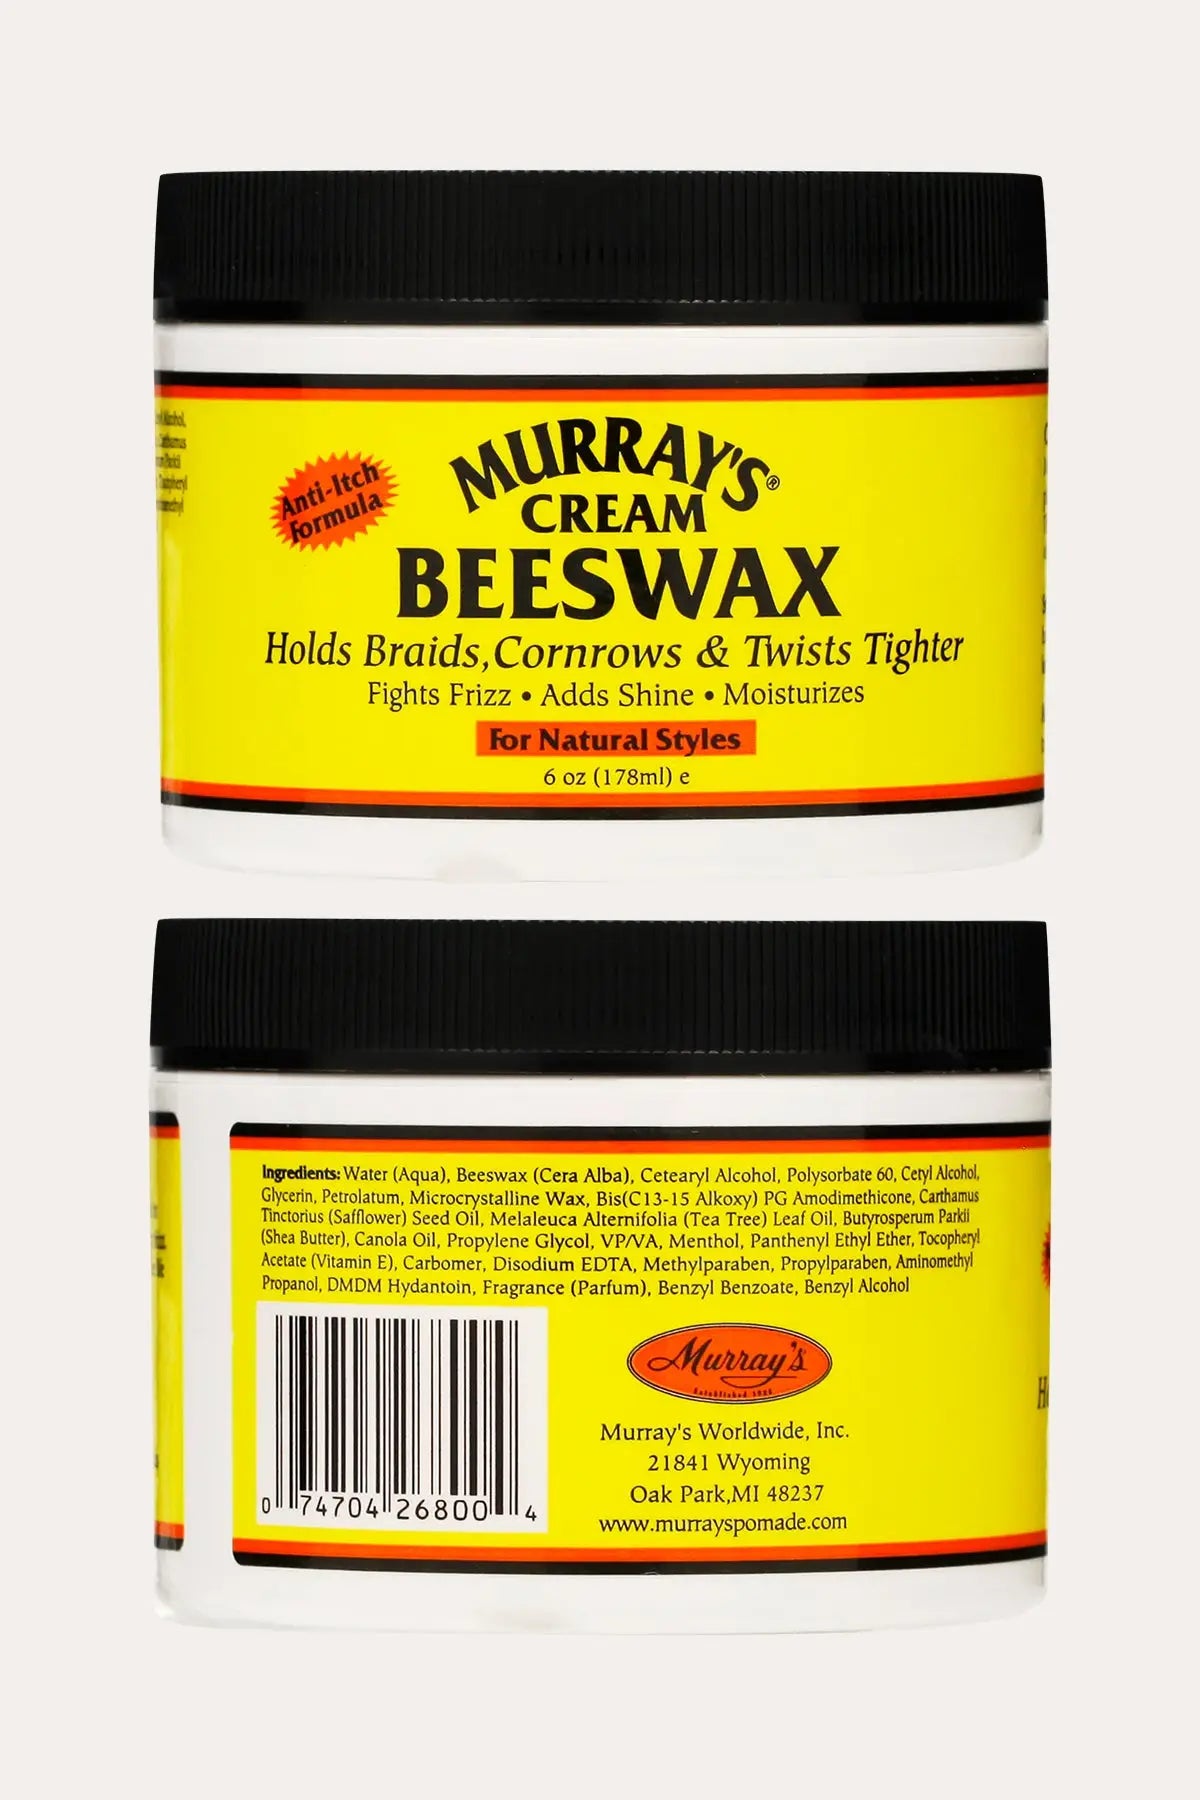 Anti-Itch
Formula
MURRAY'S®
CREAM
BEESWAX
Holds Braids, Cornrows & Twists Tighter
Fights Frizz • Adds Shine • Moisturizes
For Natural Styles
6 oz (178ml) e
Ingredients: Water (Aqua), Beeswax (Cera Alba), Cetearyl Alcohol, Polysorbate 60, Cetyl Alcohol,
Glycerin, Petrolatum, Microcrystalline Wax, Bis(C13-15 Alkoxy) PG Amodimethicone, Carthamus
Tinctorius (Safflower) Seed Oil, Melaleuca Alternifolia (Tea Tree) Leaf Oil, Butyrosperum Parkii
(Shea Butter), Canola Oil, Propylene Glycol, VP/VA, Menthol, Panthenyl Ethyl Ether, Tocopheryl
Acetate (Vitamin E), Carbomer, Disodium EDTA, Methylparaben, Propylparaben, Aminomethyl
Propanol, DMDM Hydantoin, Fragrance (Parfum), Benzyl Benzoate, Benzyl Alcohol
0 74704 26800 4
Murray's
Established 1925
Murray's Worldwide, Inc.
21841 Wyoming
Oak Park,MI 48237
www.murrayspomade.com